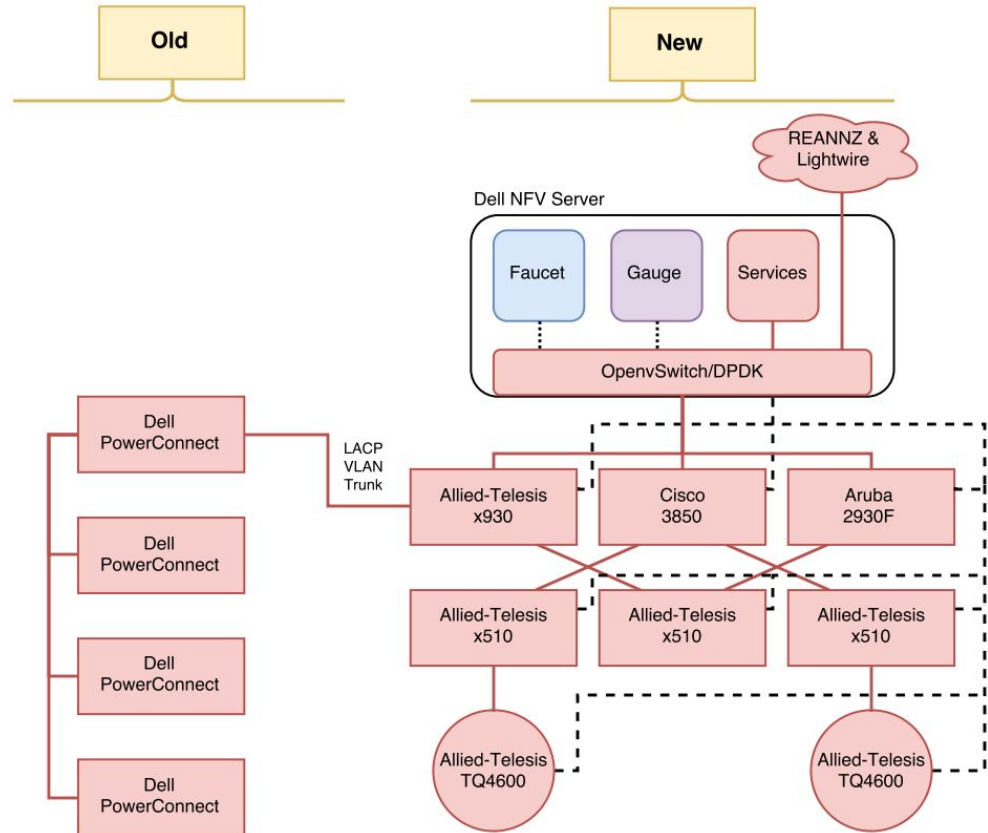 Old
New
REANNZ &
Lightwire
Dell NFV Server
Faucet
Gauge
Services
OpenvSwitch/DPDK
Dell
PowerConnect
LACP
VLAN
Trunk
Allied-Telesis
x930
Cisco
3850
Aruba
2930F
Dell
PowerConnect
Allied-Telesis
x510
Allied-Telesis
x510
Allied-Telesis
x510
Dell
PowerConnect
Dell
PowerConnect
Allied-Telesis
TQ4600
Allied-Telesis
TQ4600